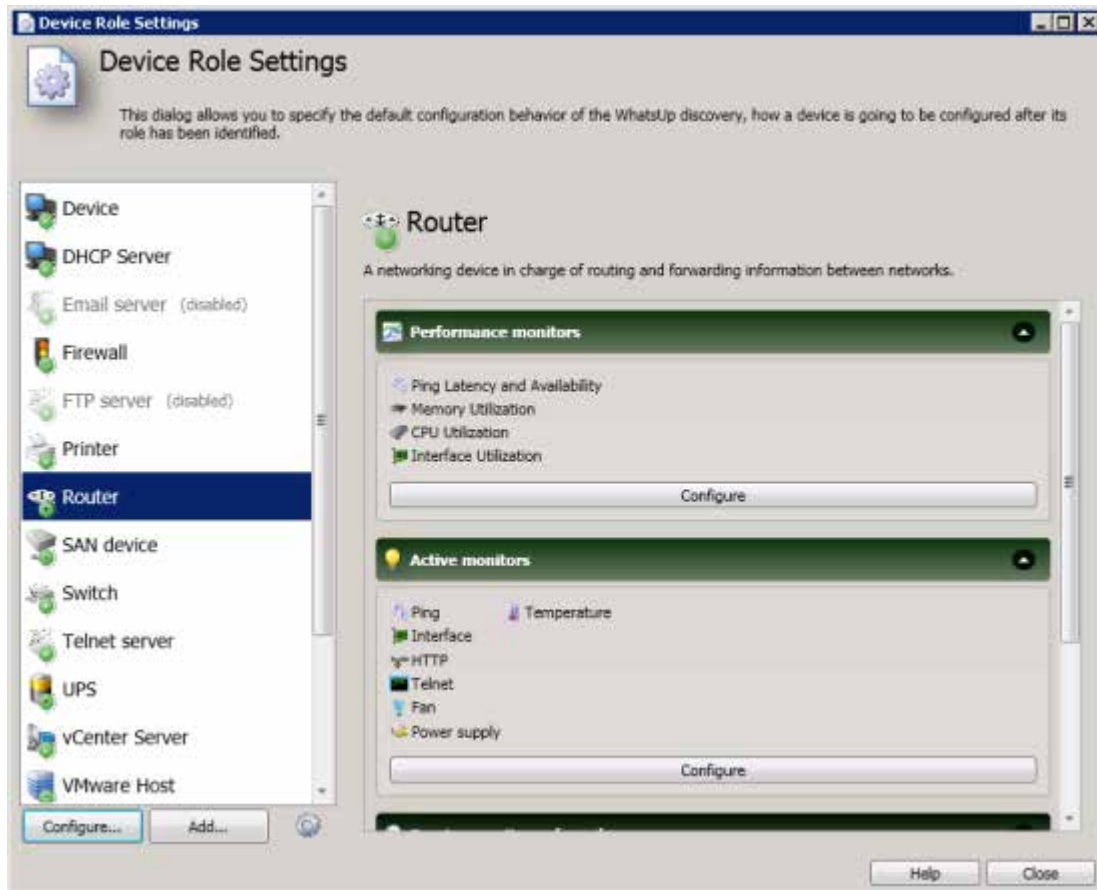 Device Role Settings
Device Role Settings
This dialog allows you to specify the default configuration behavior of the WhatsUp discovery, how a device is going to be configured after its
role has been identified.
Device
DHCP Server
Email server (disabled)
Firewall
FTP server (disabled)
Printer
Router
SAN device
Switch
Telnet server
UPS
vCenter Server
VMware Host
Configure...
Add...
Router
A networking device in charge of routing and forwarding information between networks.
Performance monitors
Ping Latency and Availability
Memory Utilization
CPU Utilization
Interface Utilization
Configure
Active monitors
Ping
Temperature
Interface
HTTP
Telnet
Fan
Power supply
Configure
Help
Close